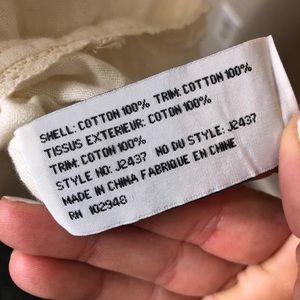 SHELL: COTTON 100% TRIM: COTTON 100%
TISSUS EXTERIEUR: COTON 100%
TRIM: COTON 100%
STYLE NO: J2437 NO DU STYLE: J2437
MADE IN CHINA FABRIQUE EN CHINE
RN 102948